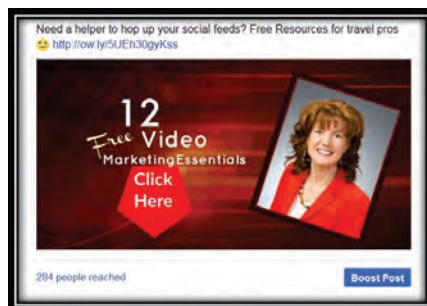 Need a helper to hop up your social feeds? Free Resources for travel pros
http://ow.ly/5UEh30gyKss
12
Free Video
MarketingEssentials
Click
Here
284 people reached
Boost Post